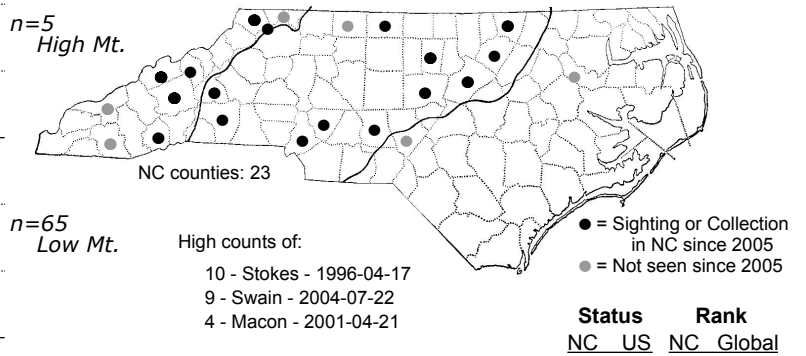 n=5
High Mt.
NC counties: 23
n=65
Low Mt.
High counts of:
10 - Stokes - 1996-04-17
9 - Swain - 2004-07-22
4 - Macon - 2001-04-21
= Sighting or Collection
in NC since 2005
= Not seen since 2005
Status Rank
NC US NC Global